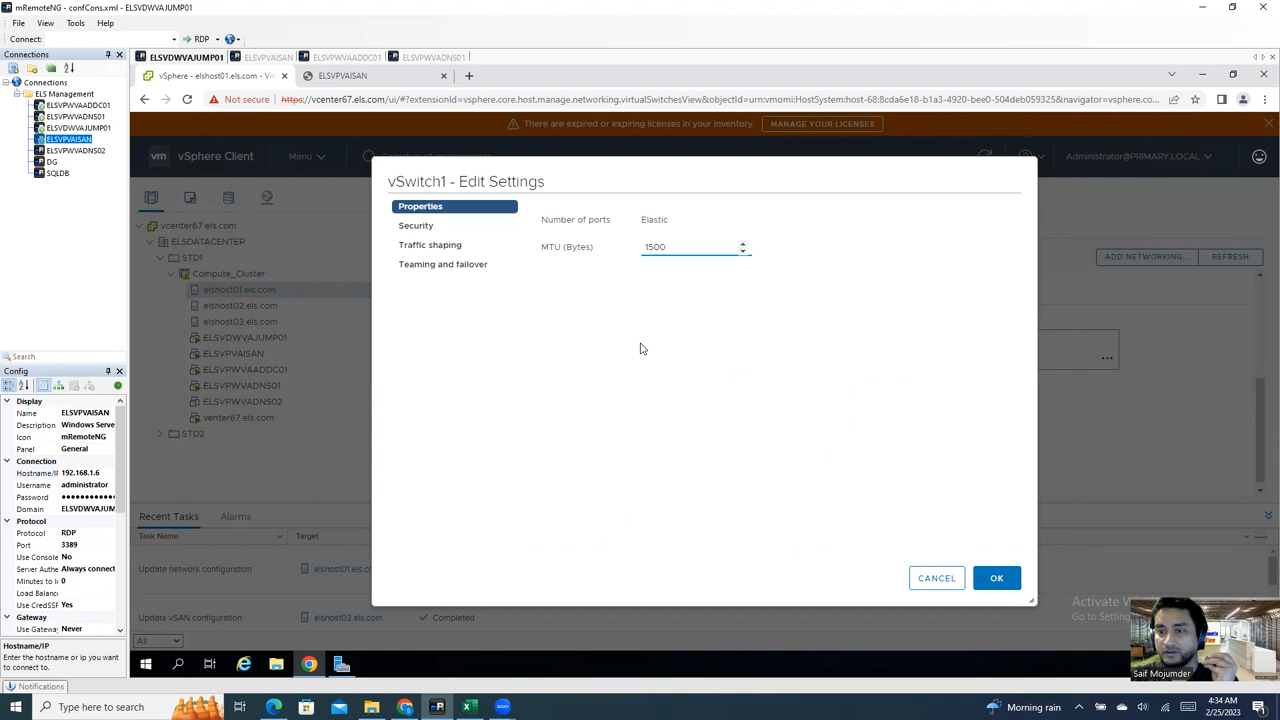 mRemoteNG - confCons.xml - ELSVDWVAJUMP01
File View Tools Help
Connect: RDP
Connections
ELSVDWVAJUMP01 ELSVPVAISAN ELSVPWVAADDC01 ELSVPWVADNS01
vSphere - elshost01.els.com - Vi ELSVPVAISAN
Not secure https://vcenter67.els.com/ui/#?extensionId=vsphere.core.host.manage.networking.virtualSwitchesView&objectId=urn:vmomi:HostSystem:host-68:8cda6e18-b1a3-4920-bee0-504deb059325&navigator=vsphere.co...
There are expired or expiring licenses in your inventory. MANAGE YOUR LICENSES
Connections
ELS Management
ELSVPWVAADDC01
ELSVPWVADNS01
ELSVDWVAJUMP01
ELSVPVAISAN
ELSVPWVADNS02
DG
SQLDB
vm vSphere Client Menu Administrator@PRIMARY.LOCAL
vcenter67.els.com
ELSDATACENTER
STD1
Compute_Cluster
elshost01.els.com
elshost02.els.com
elshost03.els.com
ELSVDWVAJUMP01
ELSVPVAISAN
ELSVPWVAADDC01
ELSVPWVADNS01
ELSVPWVADNS02
venter67.els.com
STD2
vSwitch1 - Edit Settings
Properties
Security
Traffic shaping
Teaming and failover
Number of ports Elastic
MTU (Bytes) 1500
CANCEL OK
ADD NETWORKING... REFRESH
...
Recent Tasks Alarms
Task Name Target
Update network configuration elshost01.els.c
Update vSAN configuration elshost02.els.com Completed
All
Search
Config
Display
Name ELSVPVAISAN
Description Windows Serve
Icon mRemoteNG
Panel General
Connection
Hostname/IP 192.168.1.6
Username administrator
Password ••••••••••
Domain ELSVDWVAJUM
Protocol
Protocol RDP
Port 3389
Use Console No
Server Authe Always connect
Minutes to I 0
Load Balance
Use CredSSP Yes
Gateway
Use Gateway Never
Hostname/IP
Enter the hostname or ip you want
to connect to.
Notifications
Activate
Go to Setting
Saif Mojumder
Type here to search
Morning rain
4:34 AM
2/25/2023